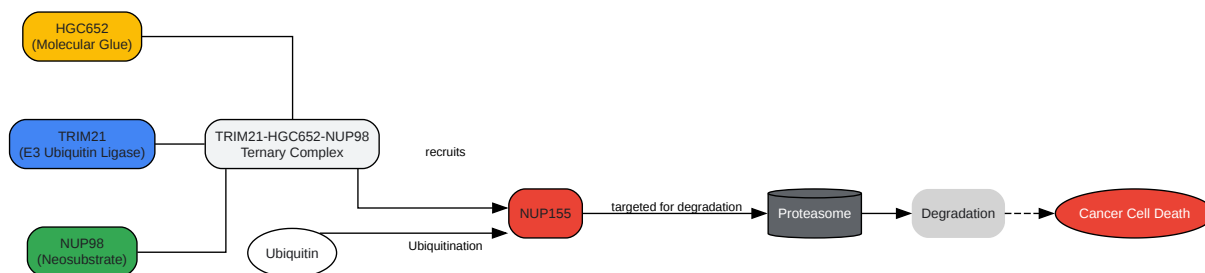 HGC652
(Molecular Glue)
TRIM21
(E3 Ubiquitin Ligase)
TRIM21-HGC652-NUP98
Ternary Complex
recruits
NUP98
(Neosubstrate)
Ubiquitin
Ubiquitination
NUP155
targeted for degradation
Proteasome
Degradation
Cancer Cell Death